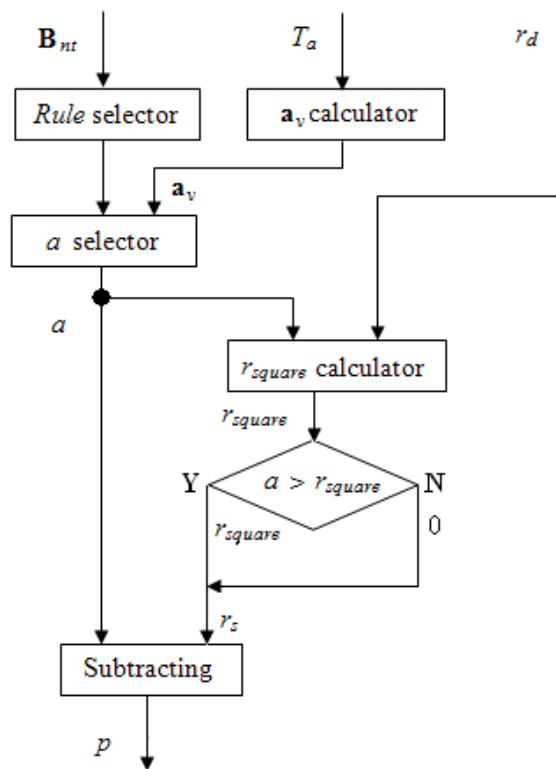 B_nt T_a r_d
Rule selector
a_v calculator
a_v
a selector
a
r_square calculator
r_square
Y a > r_square N
r_square
0
r_s
Subtracting
p